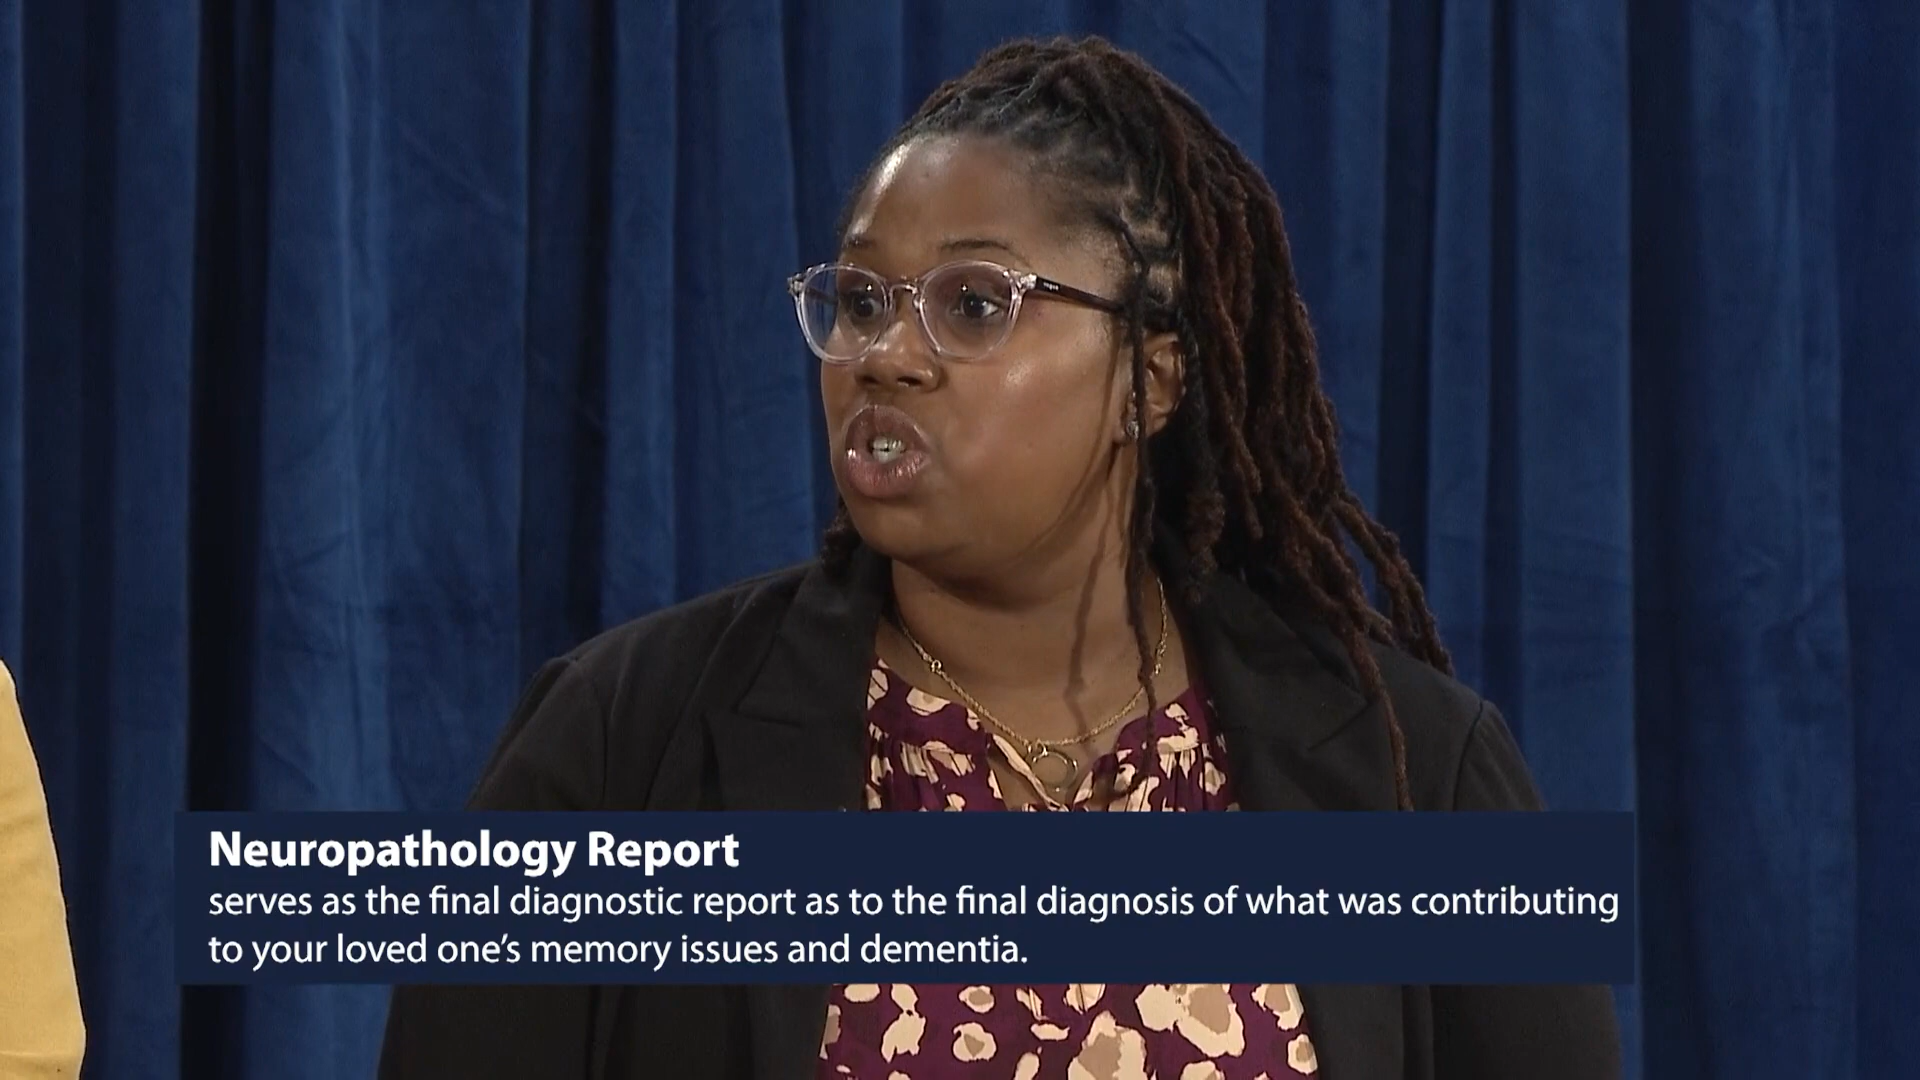 Neuropathology Report
serves as the final diagnostic report as to the final diagnosis of what was contributing
to your loved one's memory issues and dementia.